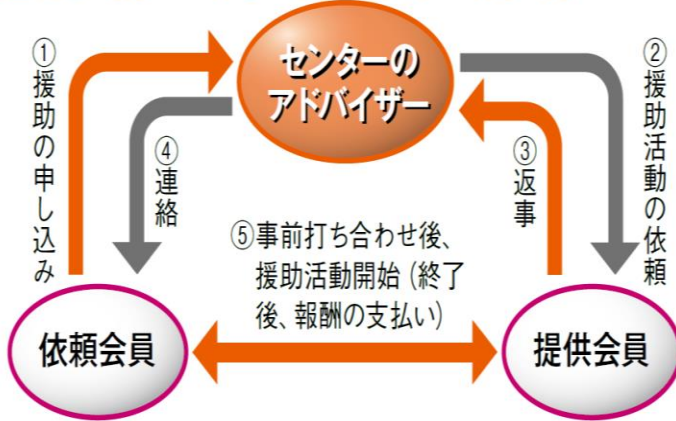 センターの
アドバイザー
①援助の申し込み
②援助活動の依頼
③返事
④連絡
⑤事前打ち合わせ後、
援助活動開始（終了
後、報酬の支払い）
依頼会員
提供会員